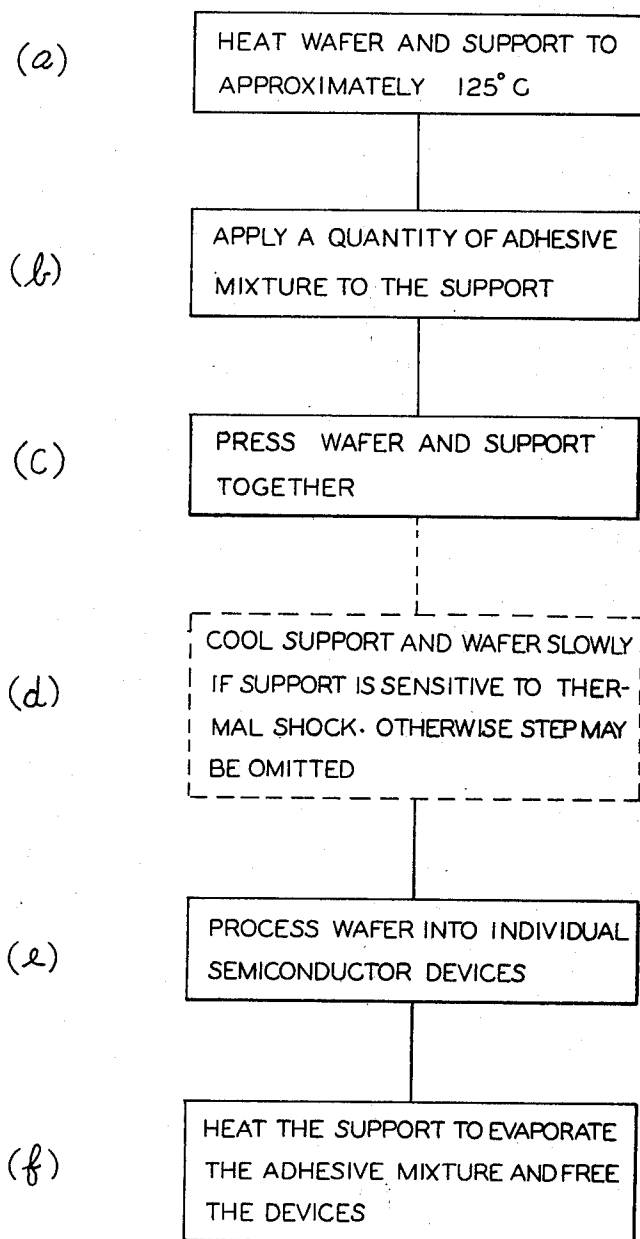 (a)
HEAT WAFER AND SUPPORT TO
APPROXIMATELY 125° C
(b)
APPLY A QUANTITY OF ADHESIVE
MIXTURE TO THE SUPPORT
(C)
PRESS WAFER AND SUPPORT
TOGETHER
(d)
COOL SUPPORT AND WAFER SLOWLY
IF SUPPORT IS SENSITIVE TO THER-
MAL SHOCK. OTHERWISE STEP MAY
BE OMITTED
(e)
PROCESS WAFER INTO INDIVIDUAL
SEMICONDUCTOR DEVICES
(f)
HEAT THE SUPPORT TO EVAPORATE
THE ADHESIVE MIXTURE AND FREE
THE DEVICES